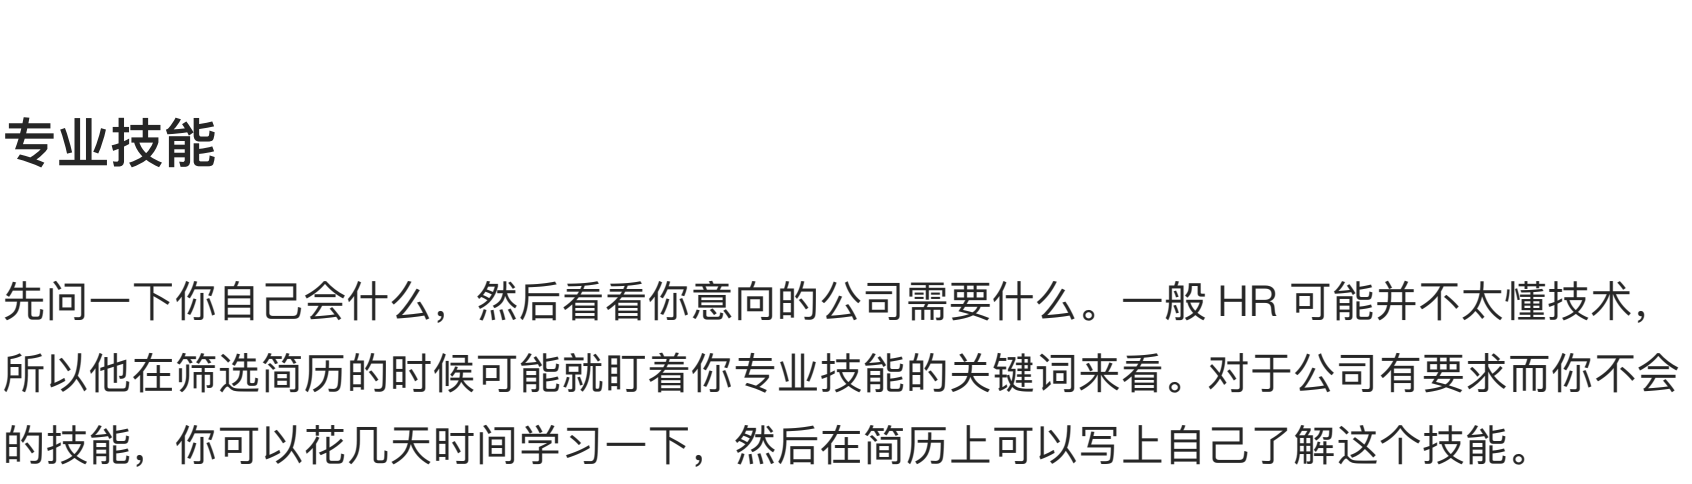 专业技能
先问一下你自己会什么，然后看看你意向的公司需要什么。一般 HR 可能并不太懂技术，
所以他在筛选简历的时候可能就盯着你专业技能的关键词来看。对于公司有要求而你不会
的技能，你可以花几天时间学习一下，然后在简历上可以写上自己了解这个技能。